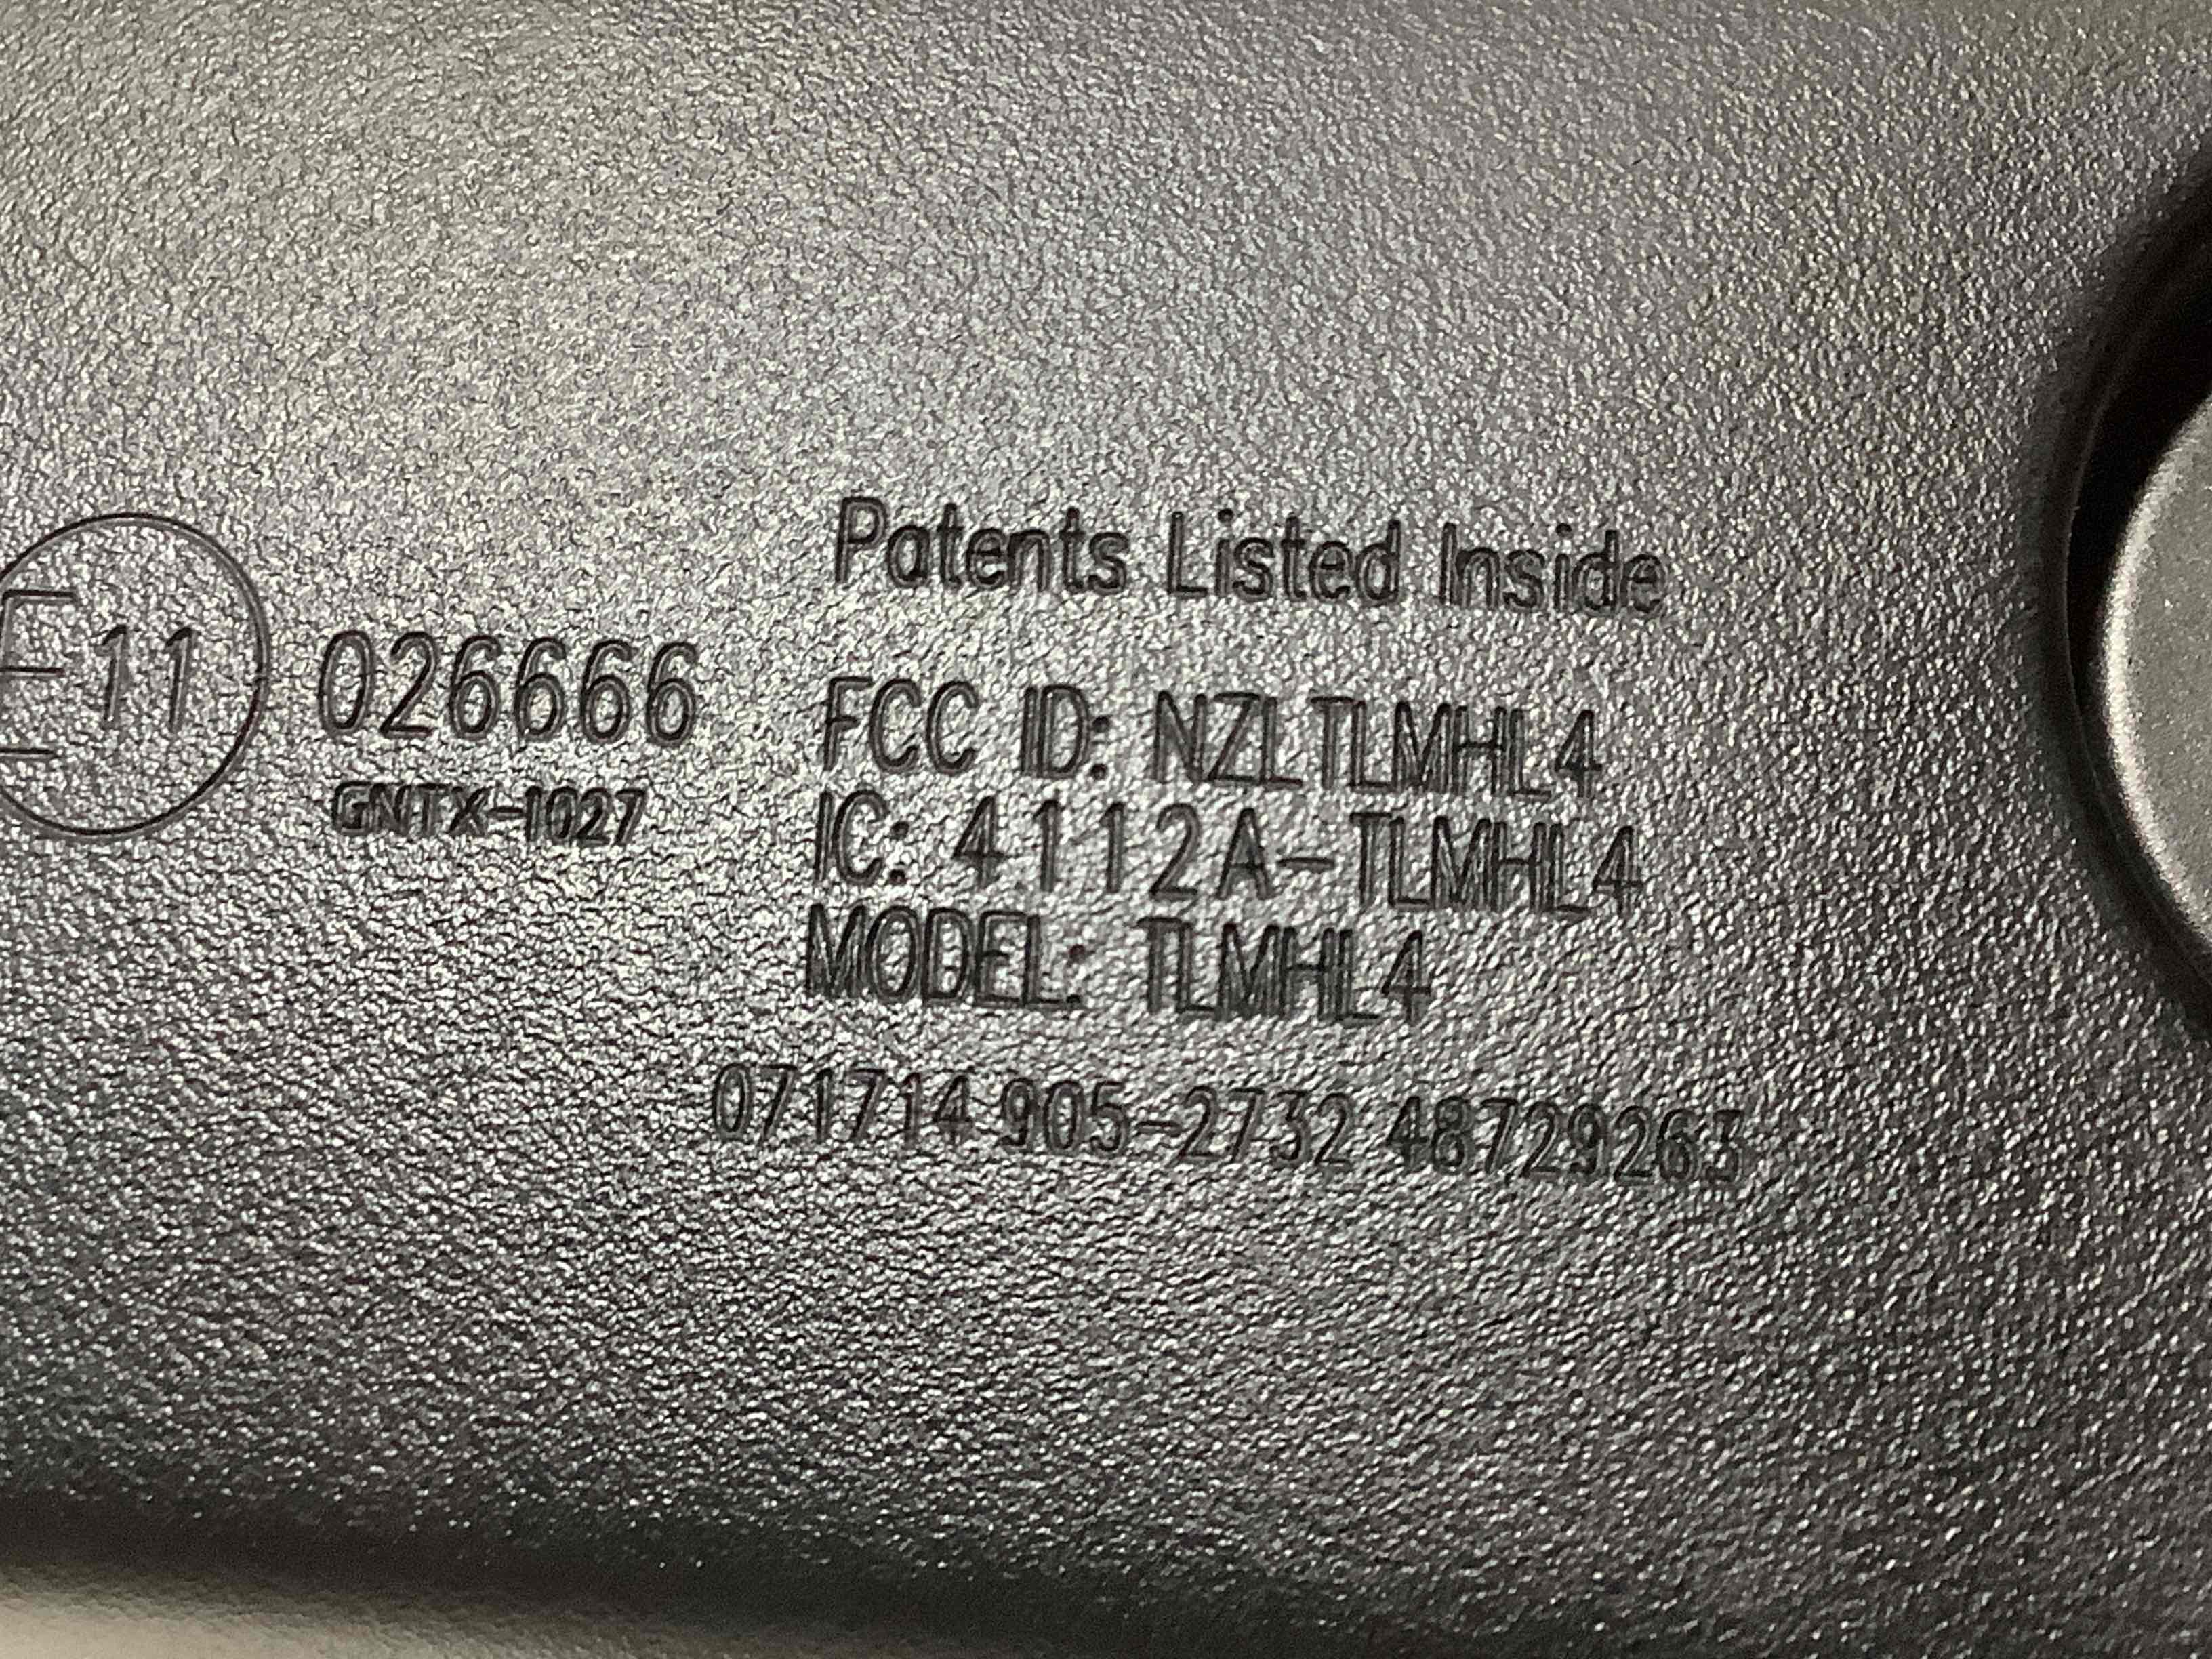 Patents Listed Inside
E11
026666
GNTX-1027
FCC ID: NZLTLMHL4
IC: 4112A-TLMHL4
MODEL: TLMHL4
071714 905-2732 48729263